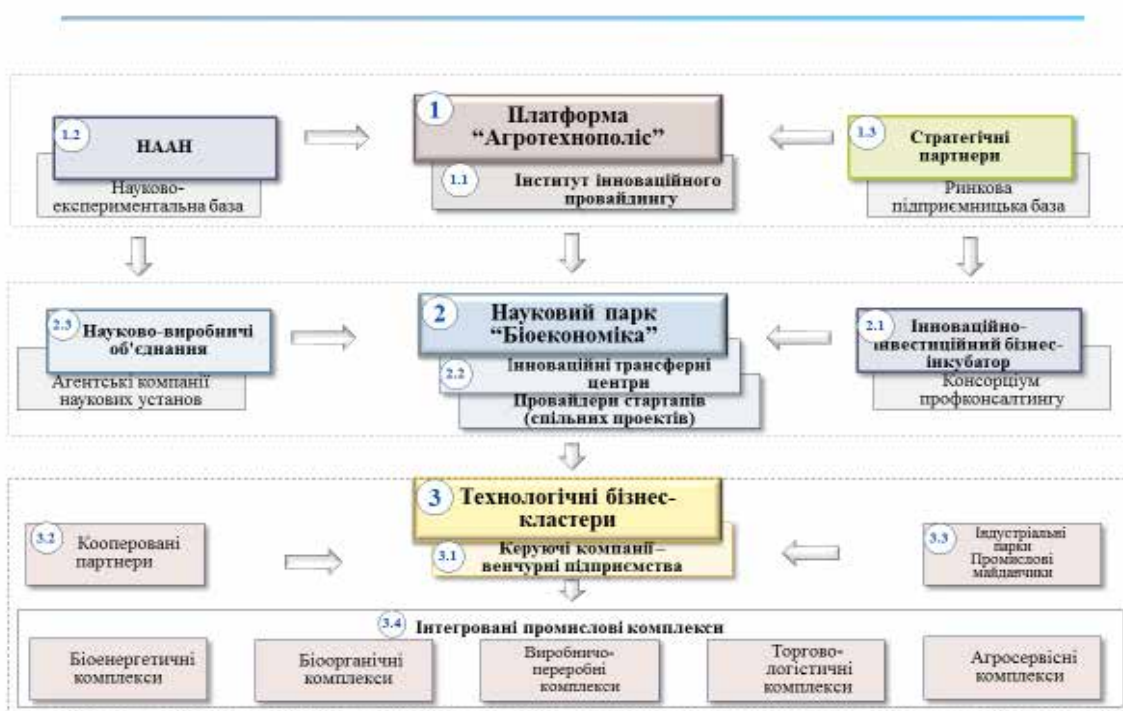 1
Платформа
“Агротехнополіс”
1.1
Інститут інноваційного
провайдингу
1.2
НААН
Науково-
експериментальна база
1.3
Стратегічні
партнери
Ринкова
підприємницька база
2
Науковий парк
“Біоекономіка”
2.2
Інноваційні трансферні
центри
Провайдери стартапів
(спільних проектів)
2.3
Науково-виробничі
об'єднання
Агентські компанії
наукових установ
2.1
Інноваційно-
інвестиційний бізнес-
інкубатор
Консорціум
профконсалтингу
3
Технологічні бізнес-
кластери
3.1
Керуючі компанії –
венчурні підприємства
3.2
Кооперовані
партнери
3.3
Індустріальні
парки
Промислові
майданчики
3.4
Інтегровані промислові комплекси
Біоенергетичні
комплекси
Біоорганічні
комплекси
Виробничо-
переробні
комплекси
Торгово-
логістичні
комплекси
Агросервісні
комплекси